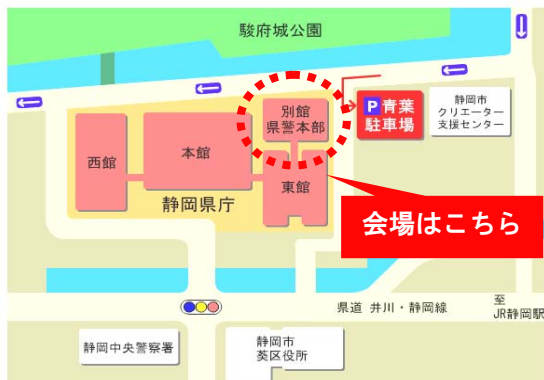 駿府城公園
別館
県警本部
P 青葉
駐車場
静岡市
クリエーター
支援センター
西館
本館
東館
静岡県庁
会場はこちら
県道 井川・静岡線
至
JR静岡駅
静岡中央警察署
静岡市
葵区役所